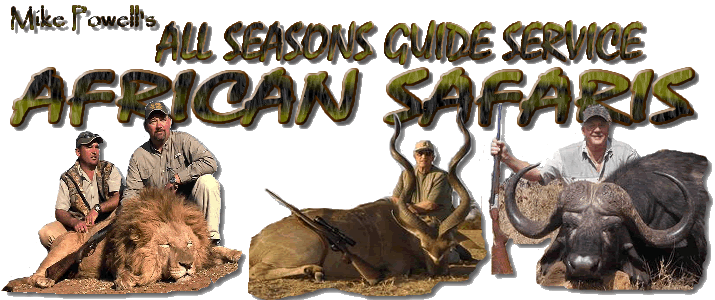 Mike Powell's
ALL SEASONS GUIDE SERVICE
AFRICAN SAFARIS